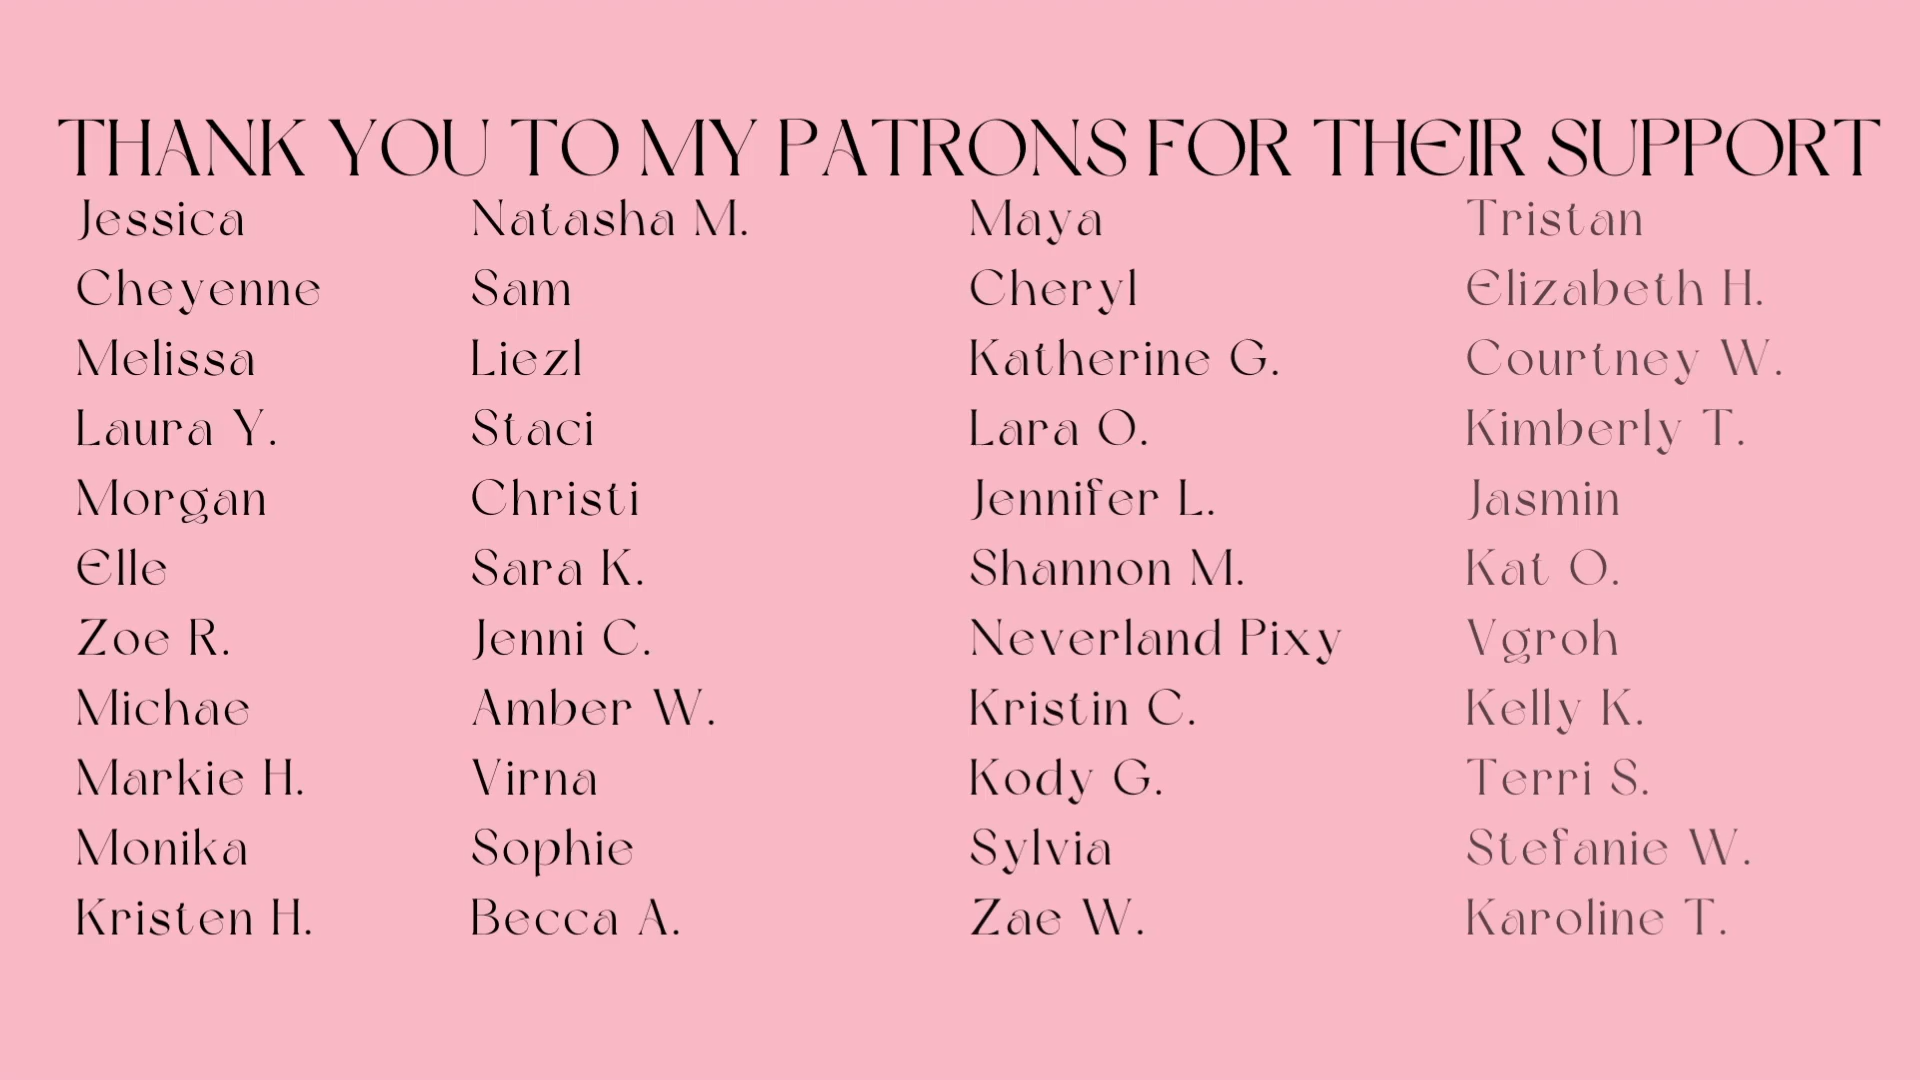 THANK YOU TO MY PATRONS FOR THEIR SUPPORT
Jessica
Cheyenne
Melissa
Laura Y.
Morgan
Elle
Zoe R.
Michae
Markie H.
Monika
Kristen H.
Natasha M.
Sam
Liezl
Staci
Christi
Sara K.
Jenni C.
Amber W.
Virna
Sophie
Becca A.
Maya
Cheryl
Katherine G.
Lara O.
Jennifer L.
Shannon M.
Neverland Pixy
Kristin C.
Kody G.
Sylvia
Zae W.
Tristan
Elizabeth H.
Courtney W.
Kimberly T.
Jasmin
Kat O.
Vgroh
Kelly K.
Terri S.
Stefanie W.
Karoline T.